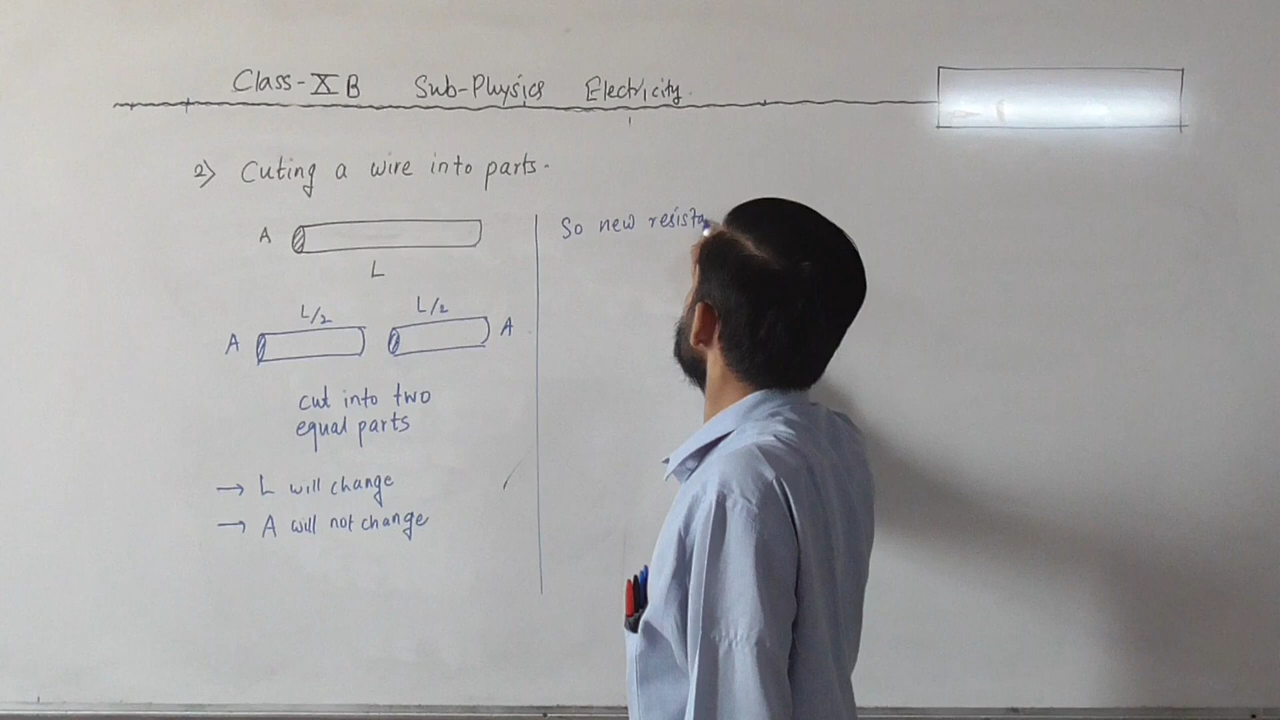 Class-X B Sub-Physics Electricity.
2) Cuting a wire into parts.
A
L
L/2 L/2
A A
cut into two
equal parts
→ L will change
→ A will not change
So new resista